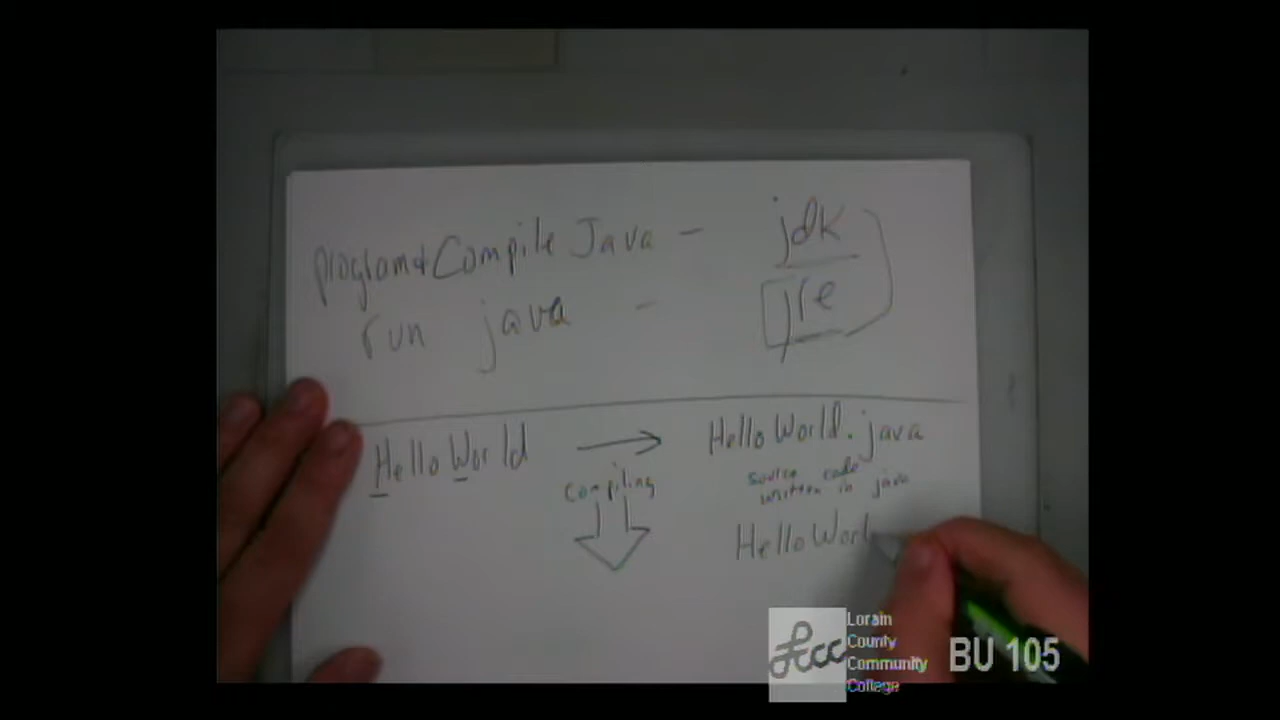 program & Compile Java - jdk
run java - jre
HelloWorld → HelloWorld.java
compiling
source code
written in java
HelloWorl
Lorain
County
Community
College
lccc
BU 105